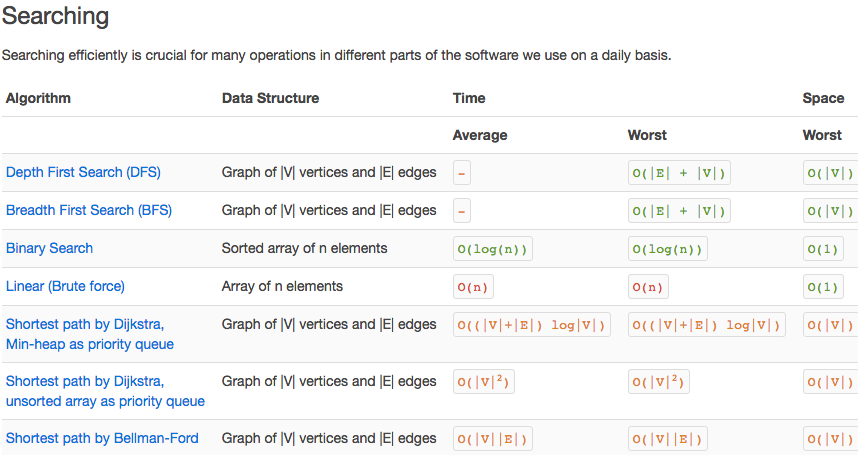 Searching
Searching efficiently is crucial for many operations in different parts of the software we use on a daily basis.
Algorithm Data Structure Time Space
Average Worst Worst
Depth First Search (DFS) Graph of |V| vertices and |E| edges - O(|E| + |V|) O(|V|)
Breadth First Search (BFS) Graph of |V| vertices and |E| edges - O(|E| + |V|) O(|V|)
Binary Search Sorted array of n elements O(log(n)) O(log(n)) O(1)
Linear (Brute force) Array of n elements O(n) O(n) O(1)
Shortest path by Dijkstra, Graph of |V| vertices and |E| edges O((|V|+|E|) log|V|) O((|V|+|E|) log|V|) O(|V|)
Min-heap as priority queue
Shortest path by Dijkstra, Graph of |V| vertices and |E| edges O(|V|²) O(|V|²) O(|V|)
unsorted array as priority queue
Shortest path by Bellman-Ford Graph of |V| vertices and |E| edges O(|V||E|) O(|V||E|) O(|V|)